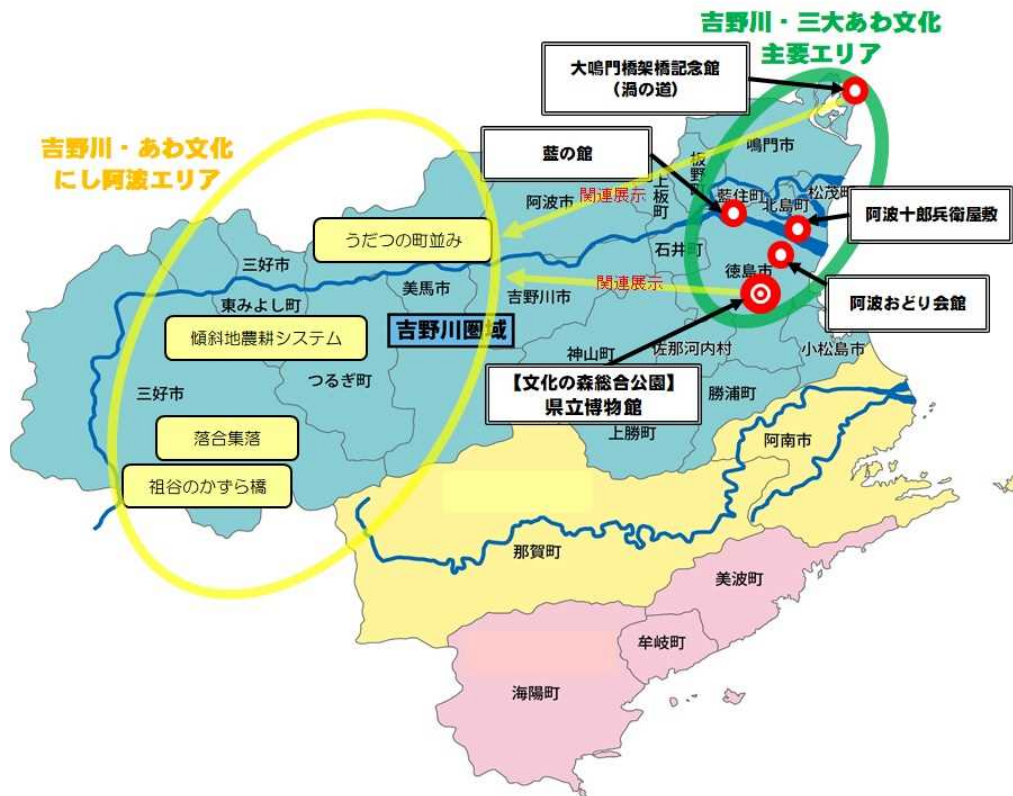 吉野川・三大あわ文化
主要エリア
大鳴門橋架橋記念館
（渦の道）
吉野川・あわ文化
にし阿波エリア
藍の館
鳴門市
板野町
上板町
阿波市
藍住町
北島町
松茂町
関連展示
阿波十郎兵衛屋敷
うだつの町並み
石井町
三好市
徳島市
美馬市
関連展示
東みよし町
吉野川市
阿波おどり会館
吉野川圏域
傾斜地農耕システム
神山町
佐那河内村
小松島市
つるぎ町
三好市
【文化の森総合公園】
県立博物館
勝浦町
落合集落
上勝町
阿南市
祖谷のかずら橋
那賀町
美波町
牟岐町
海陽町